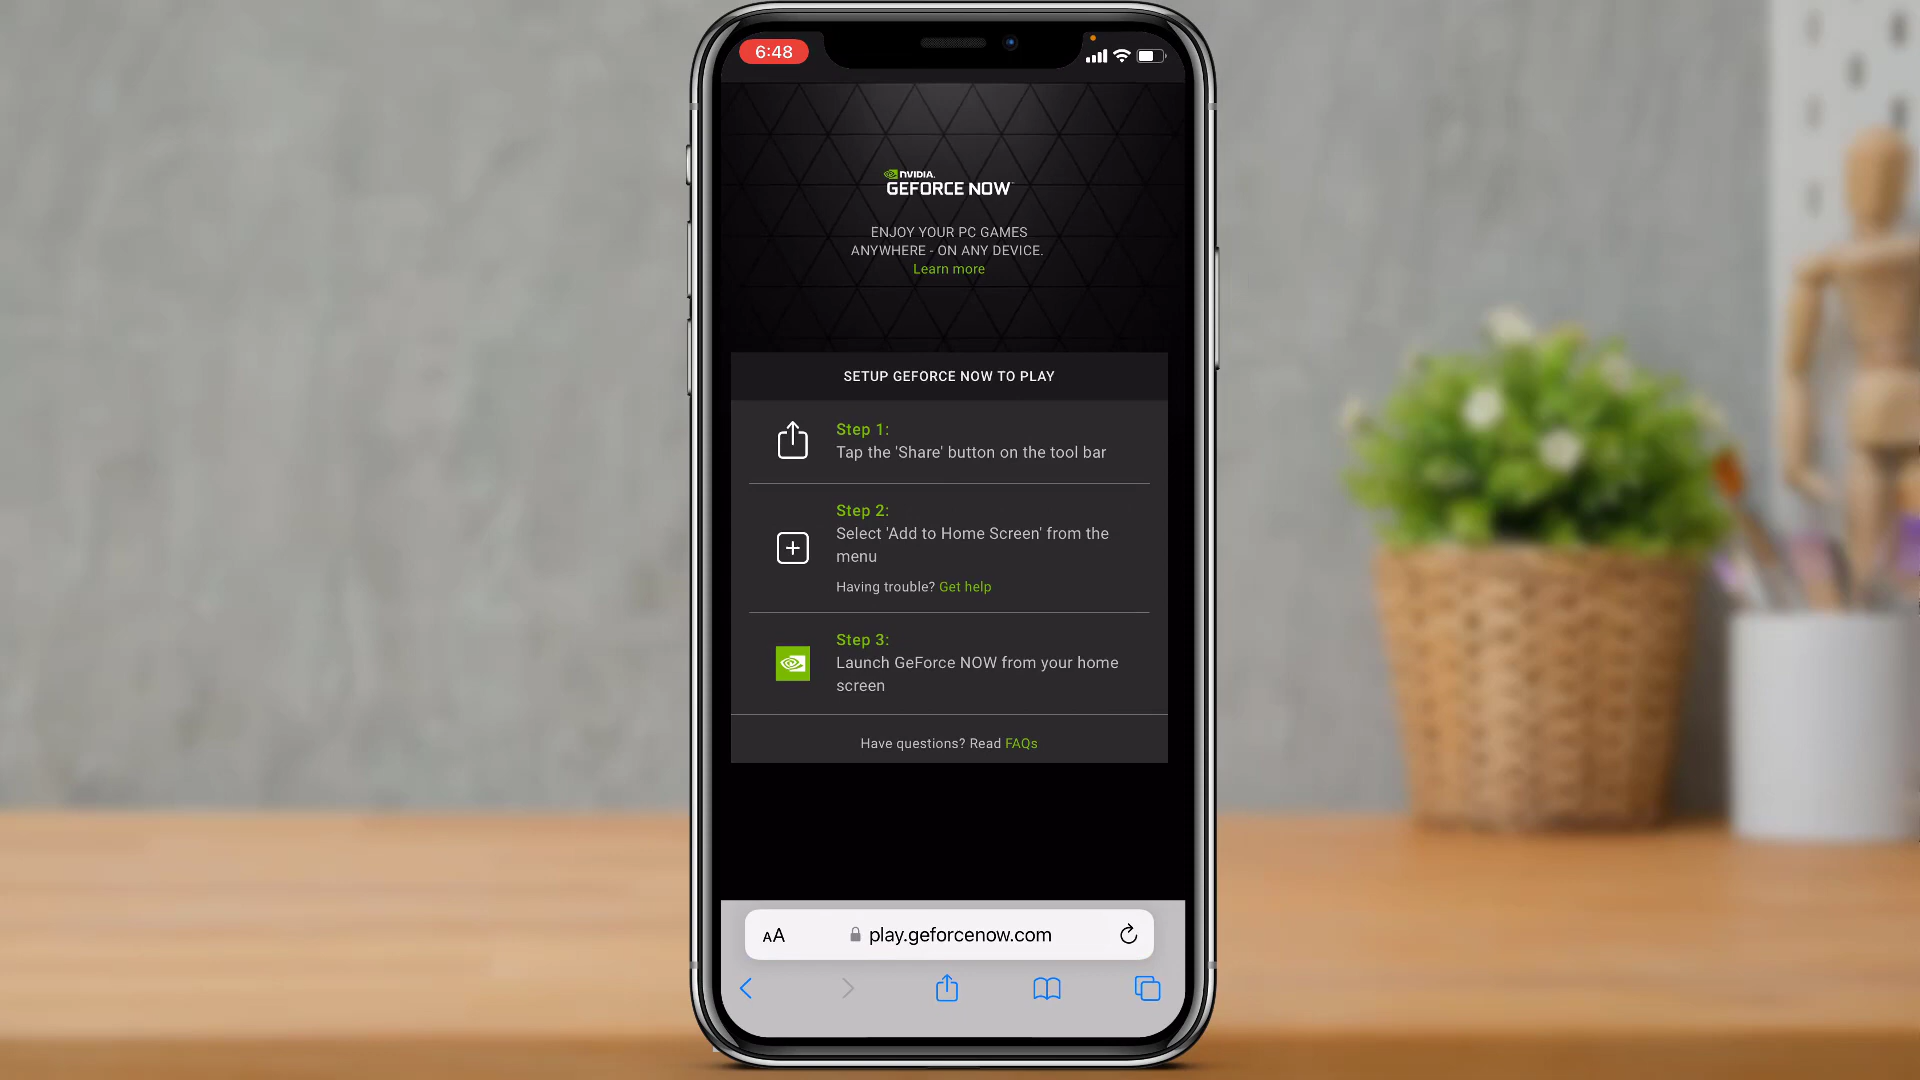 6:48
NVIDIA.
GEFORCE NOW
ENJOY YOUR PC GAMES
ANYWHERE - ON ANY DEVICE.
Learn more
SETUP GEFORCE NOW TO PLAY
Step 1:
Tap the 'Share' button on the tool bar
Step 2:
Select 'Add to Home Screen' from the
menu
Having trouble? Get help
Step 3:
Launch GeForce NOW from your home
screen
Have questions? Read FAQs
AA
play.geforcenow.com